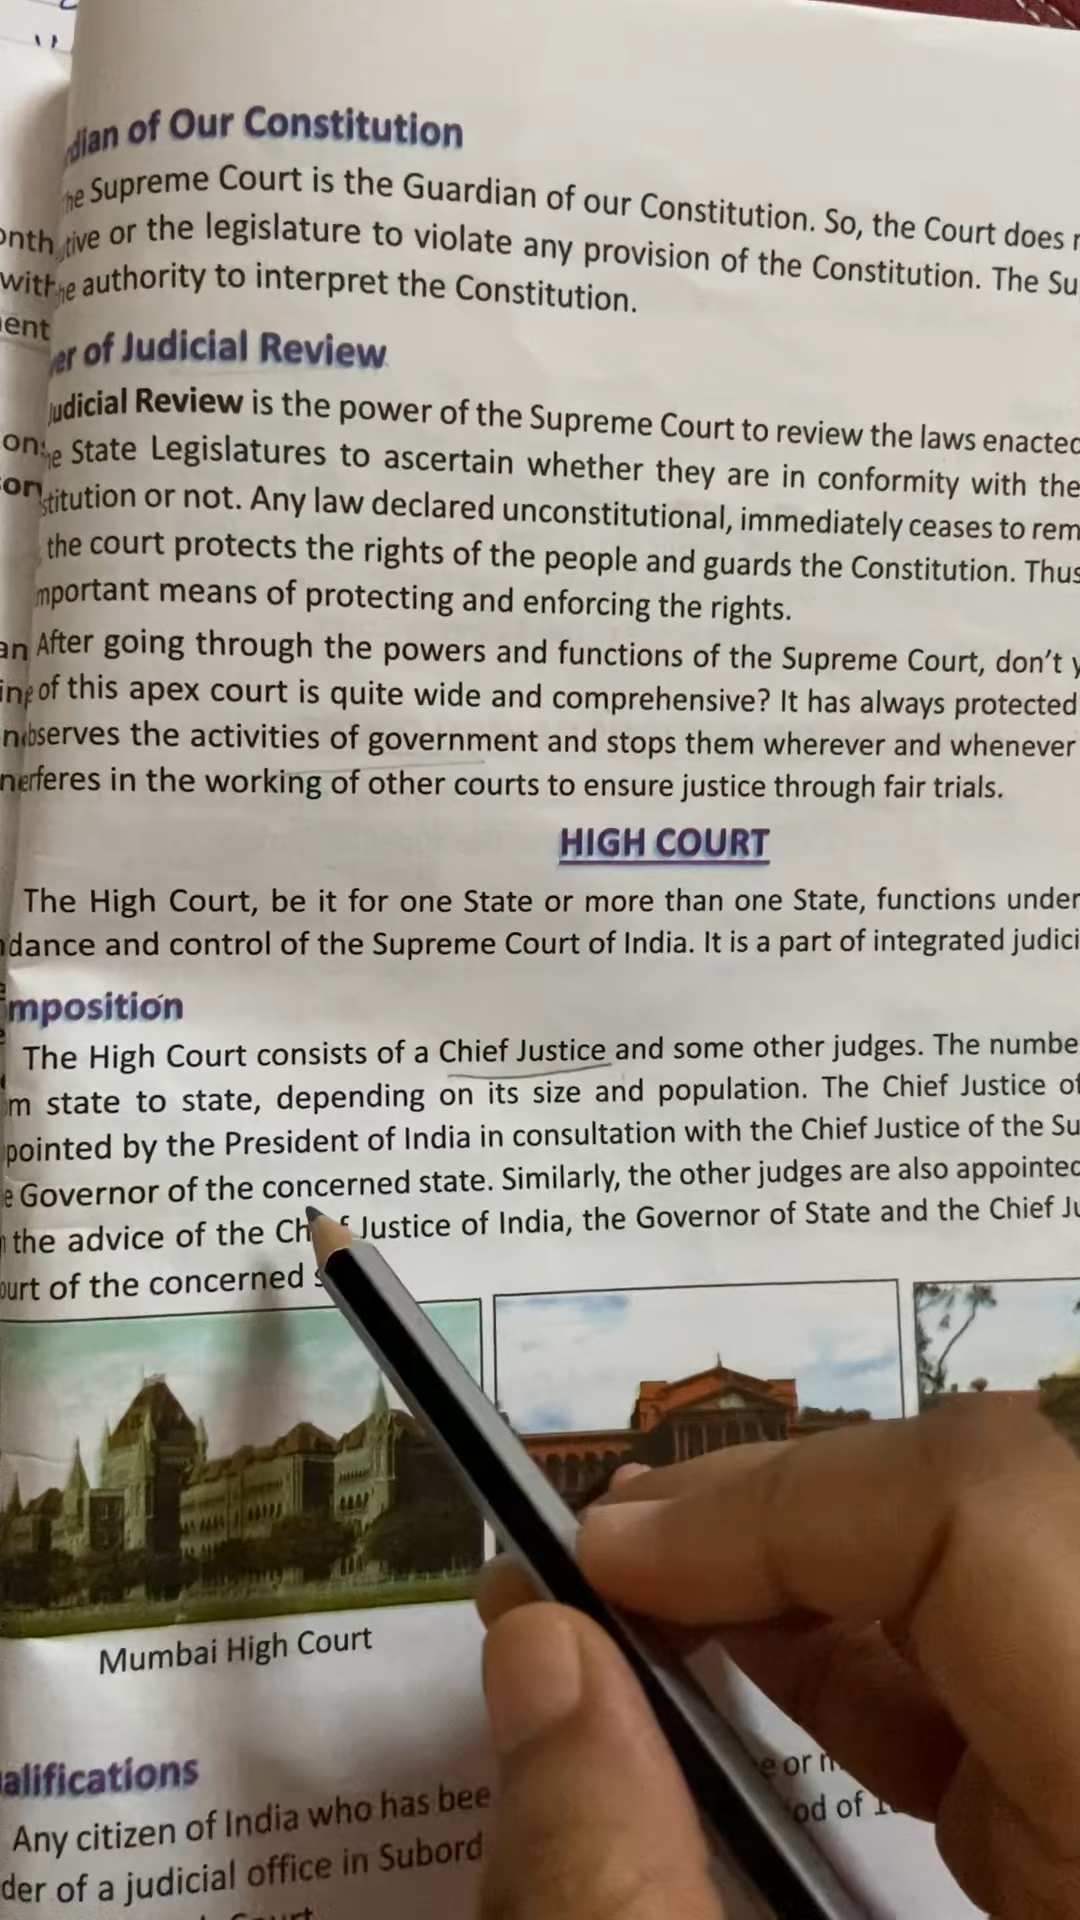 dian of Our Constitution
he Supreme Court is the Guardian of our Constitution. So, the Court does
tive or the legislature to violate any provision of the Constitution. The Su
he authority to interpret the Constitution.
er of Judicial Review
udicial Review is the power of the Supreme Court to review the laws enacted
e State Legislatures to ascertain whether they are in conformity with the
stitution or not. Any law declared unconstitutional, immediately ceases to rem
the court protects the rights of the people and guards the Constitution. Thus
mportant means of protecting and enforcing the rights.
After going through the powers and functions of the Supreme Court, don't y
of this apex court is quite wide and comprehensive? It has always protected
bserves the activities of government and stops them wherever and whenever
erferes in the working of other courts to ensure justice through fair trials.
HIGH COURT
The High Court, be it for one State or more than one State, functions under
dance and control of the Supreme Court of India. It is a part of integrated judici
mposition
The High Court consists of a Chief Justice and some other judges. The numbe
m state to state, depending on its size and population. The Chief Justice of
pointed by the President of India in consultation with the Chief Justice of the Su
e Governor of the concerned state. Similarly, the other judges are also appointed
the advice of the Ch f Justice of India, the Governor of State and the Chief Ju
ourt of the concerned s
Mumbai High Court
alifications
Any citizen of India who has bee
e or
der of a judicial office in Subord
od of
Court